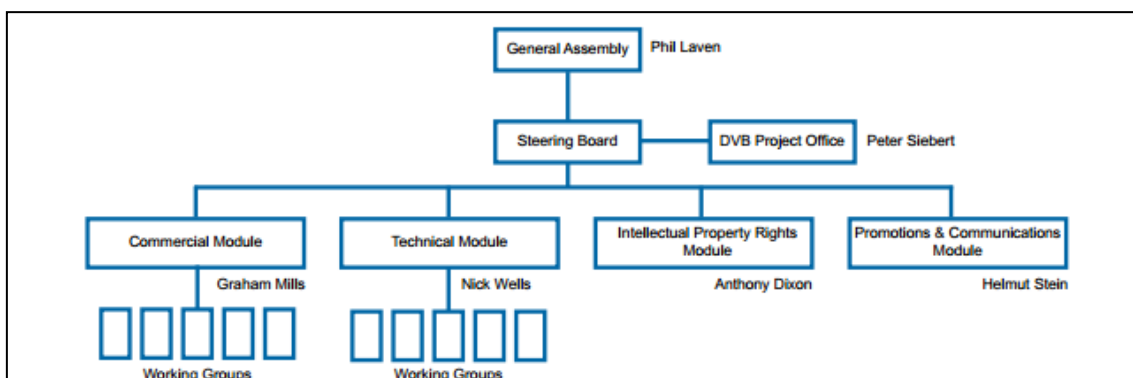 General Assembly
Phil Laven
Steering Board
DVB Project Office
Peter Siebert
Commercial Module
Technical Module
Intellectual Property Rights
Module
Promotions & Communications
Module
Graham Mills
Nick Wells
Anthony Dixon
Helmut Stein
Working Groups
Working Groups